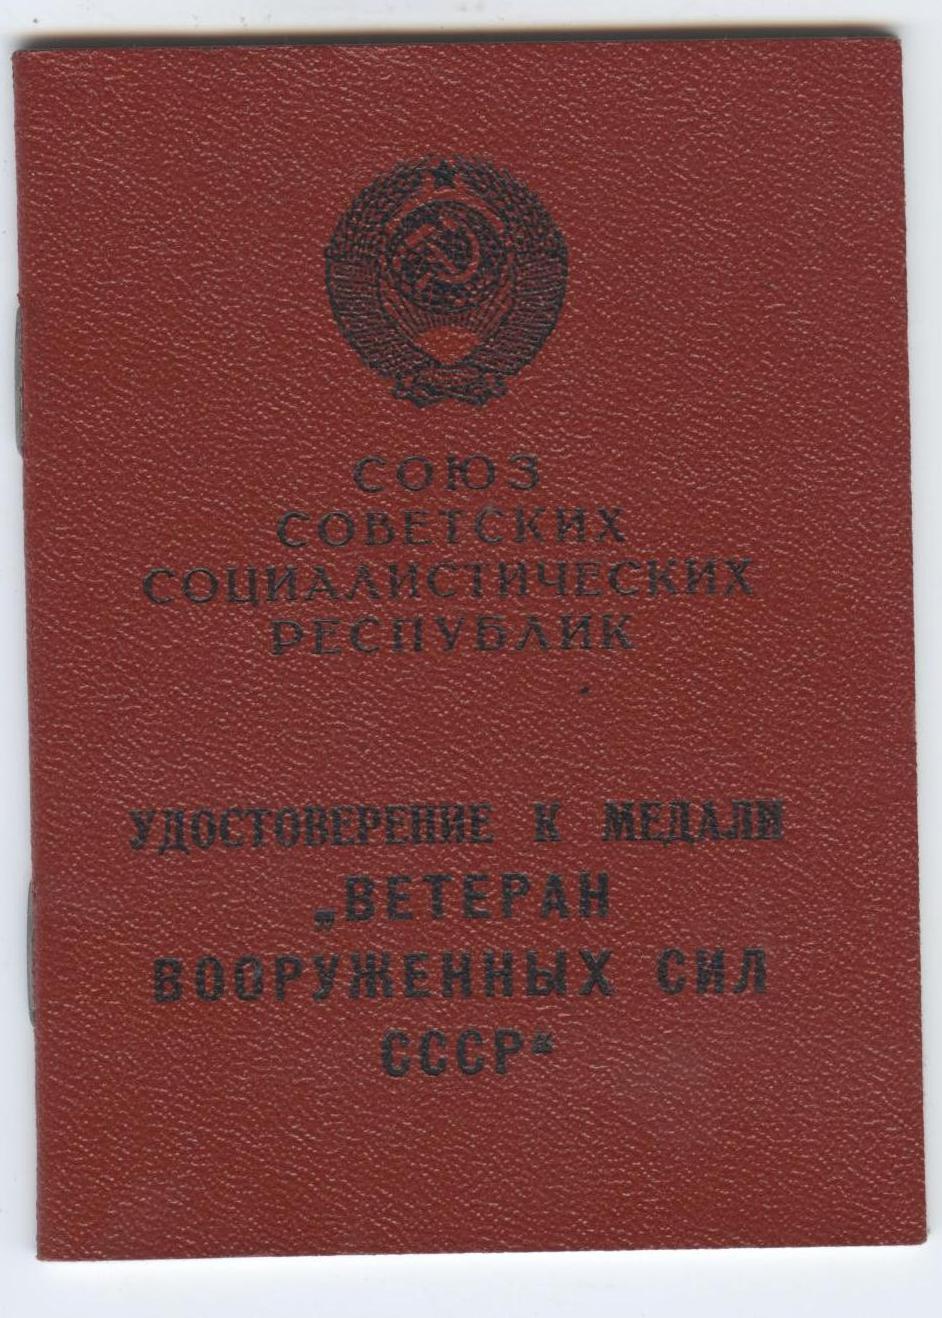 СОЮЗ
СОВЕТСКИХ
СОЦИАЛИСТИЧЕСКИХ
РЕСПУБЛИК
УДОСТОВЕРЕНИЕ К МЕДАЛИ
„ВЕТЕРАН
ВООРУЖЕННЫХ СИЛ
СССР“